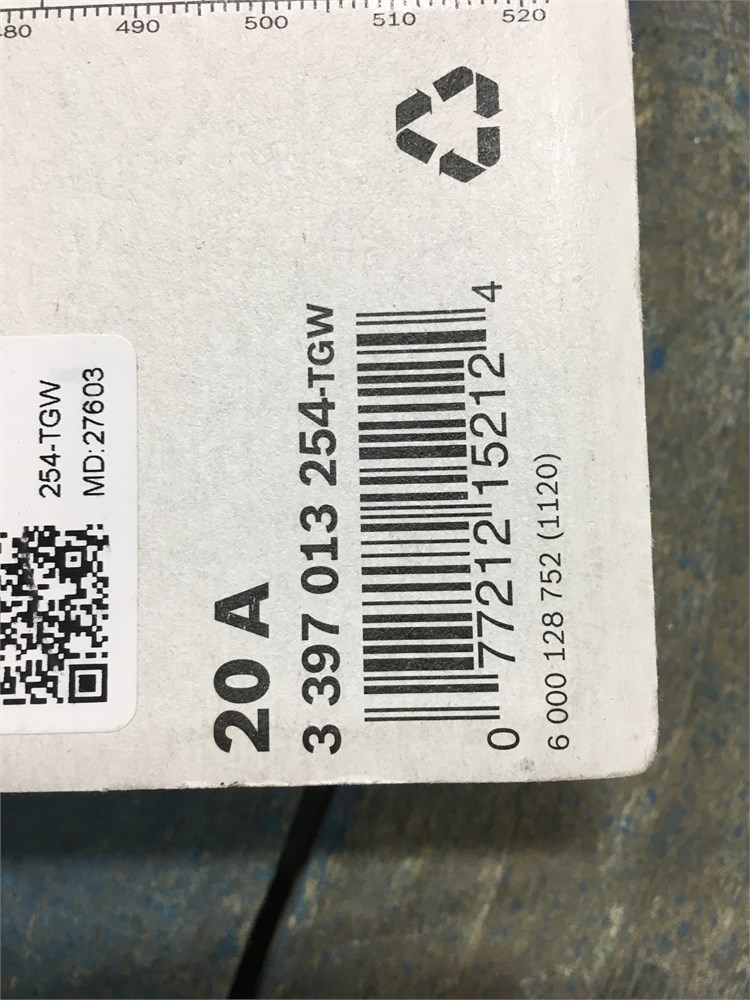 490 500 510 520
254-TGW
MD:27603
20 A
3 397 013 254-TGW
0 77212 15212 4
6 000 128 752 (1120)